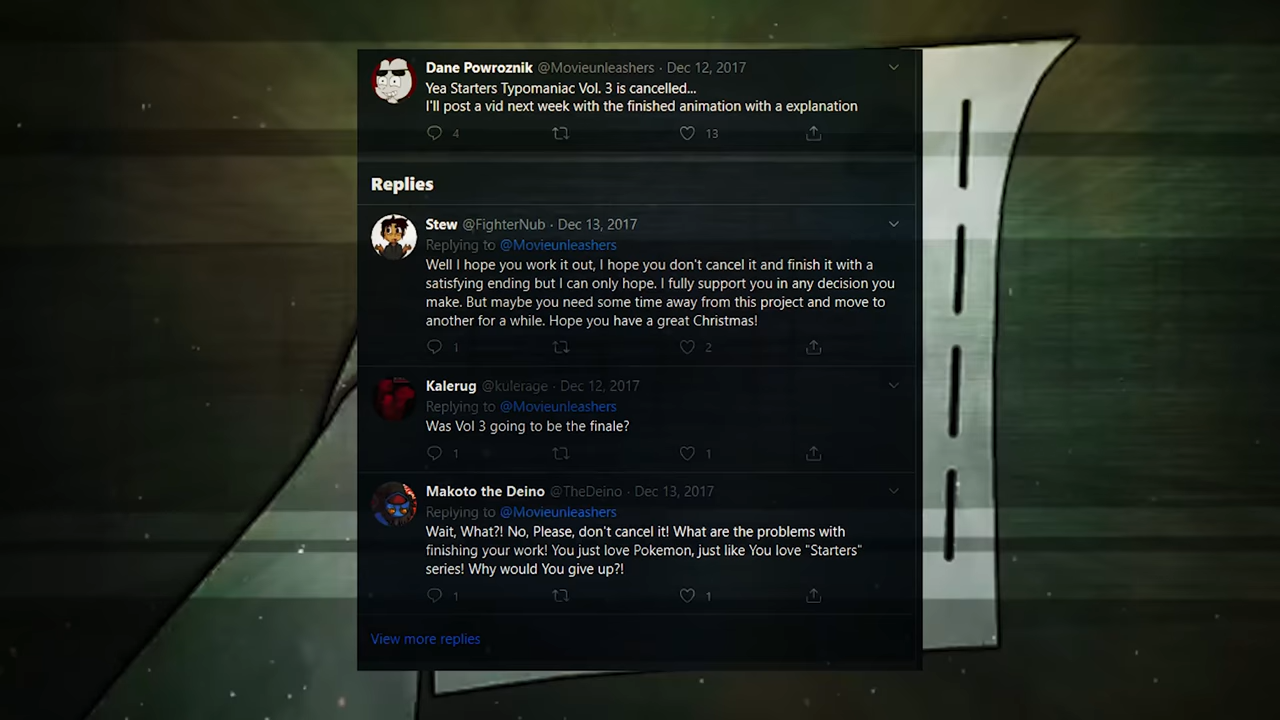 Dane Powroznik @Movieunleashers · Dec 12, 2017
Yea Starters Typomaniac Vol. 3 is cancelled...
I'll post a vid next week with the finished animation with a explanation
4 13
Replies
Stew @FighterNub · Dec 13, 2017
Replying to @Movieunleashers
Well I hope you work it out, I hope you don't cancel it and finish it with a
satisfying ending but I can only hope. I fully support you in any decision you
make. But maybe you need some time away from this project and move to
another for a while. Hope you have a great Christmas!
1 2
Kalerug @kulerage · Dec 12, 2017
Replying to @Movieunleashers
Was Vol 3 going to be the finale?
1 1
Makoto the Deino @TheDeino · Dec 13, 2017
Replying to @Movieunleashers
Wait, What?! No, Please, don't cancel it! What are the problems with
finishing your work! You just love Pokemon, just like You love "Starters"
series! Why would You give up?!
1 1
View more replies